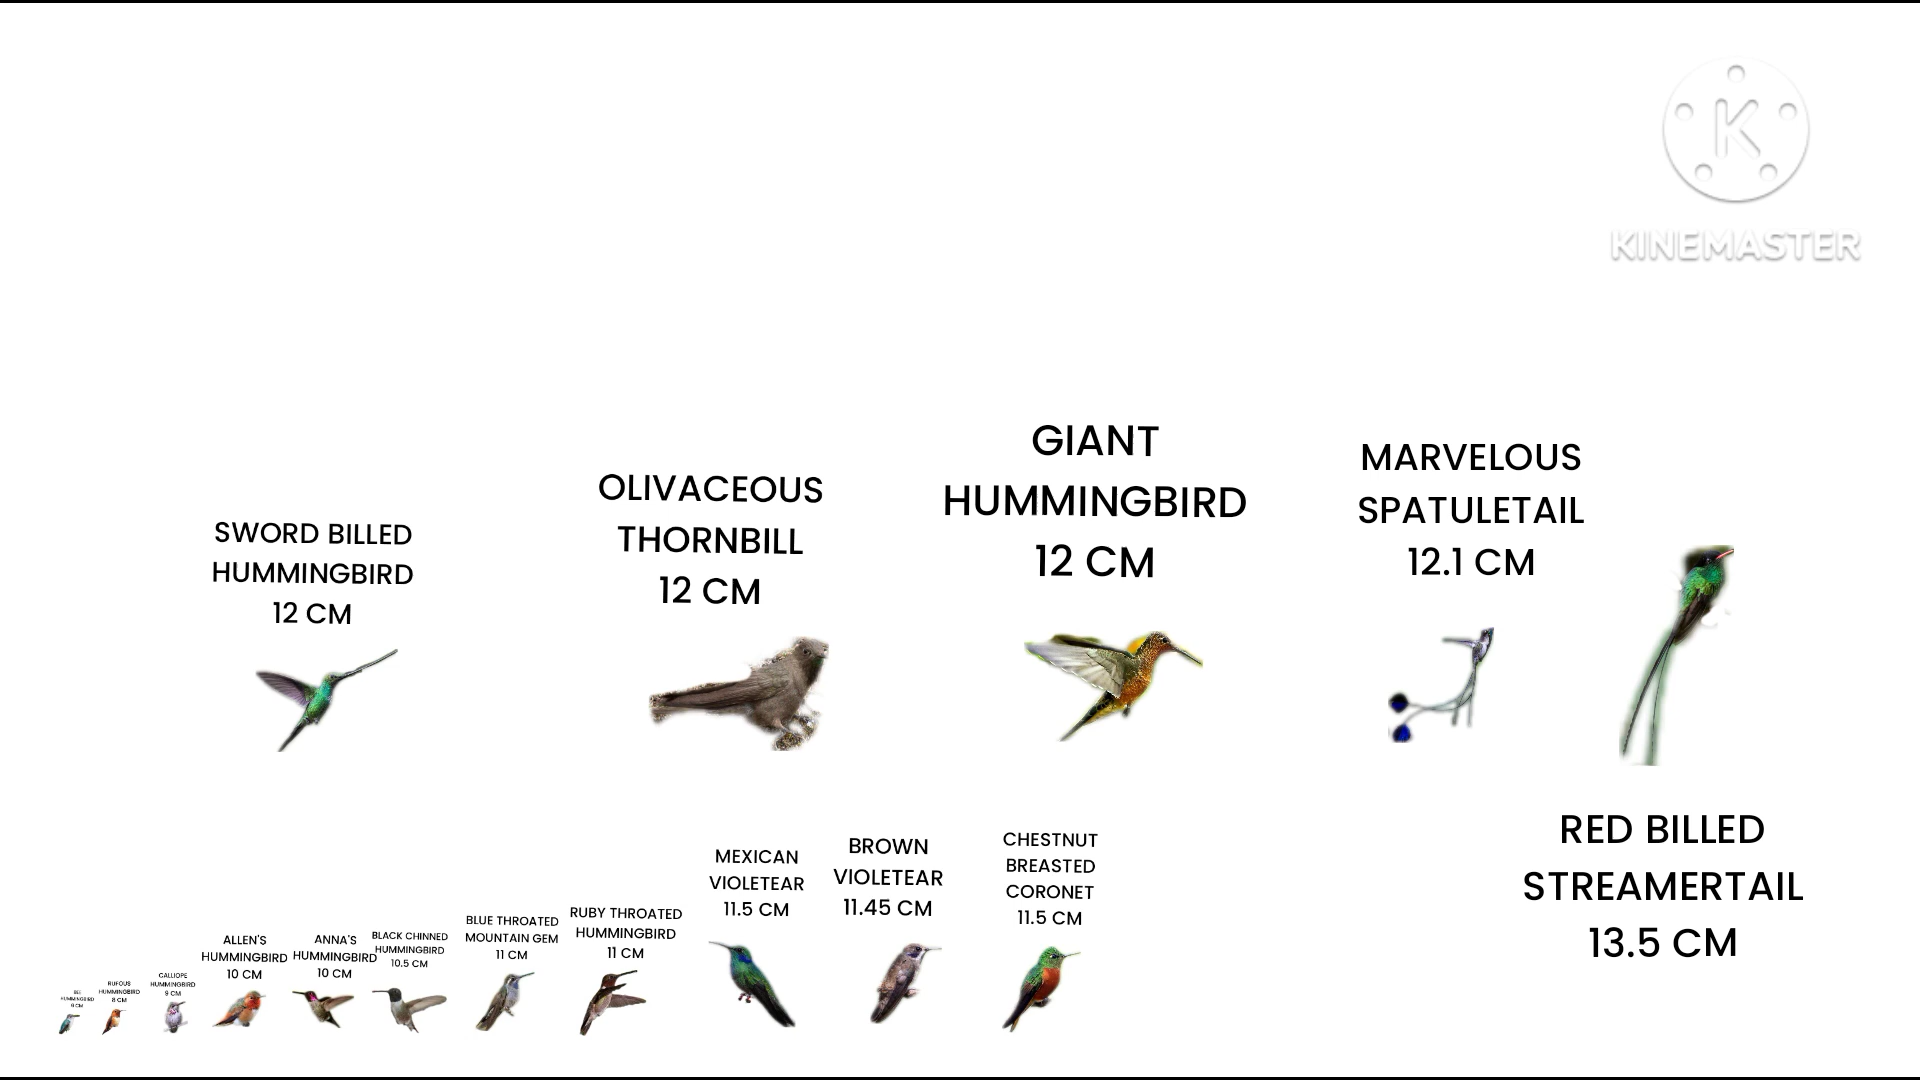 K
KINEMASTER
SWORD BILLED
HUMMINGBIRD
12 CM
OLIVACEOUS
THORNBILL
12 CM
GIANT
HUMMINGBIRD
12 CM
MARVELOUS
SPATULETAIL
12.1 CM
RED BILLED
STREAMERTAIL
13.5 CM
HUMMINGBIRD
RUFOUS
HUMMINGBIRD
8 CM
CALLIOPE
HUMMINGBIRD
9 CM
ALLEN'S
HUMMINGBIRD
10 CM
ANNA'S
HUMMINGBIRD
10 CM
BLACK CHINNED
HUMMINGBIRD
10.5 CM
BLUE THROATED
MOUNTAIN GEM
11 CM
RUBY THROATED
HUMMINGBIRD
11 CM
MEXICAN
VIOLETEAR
11.5 CM
BROWN
VIOLETEAR
11.45 CM
CHESTNUT
BREASTED
CORONET
11.5 CM